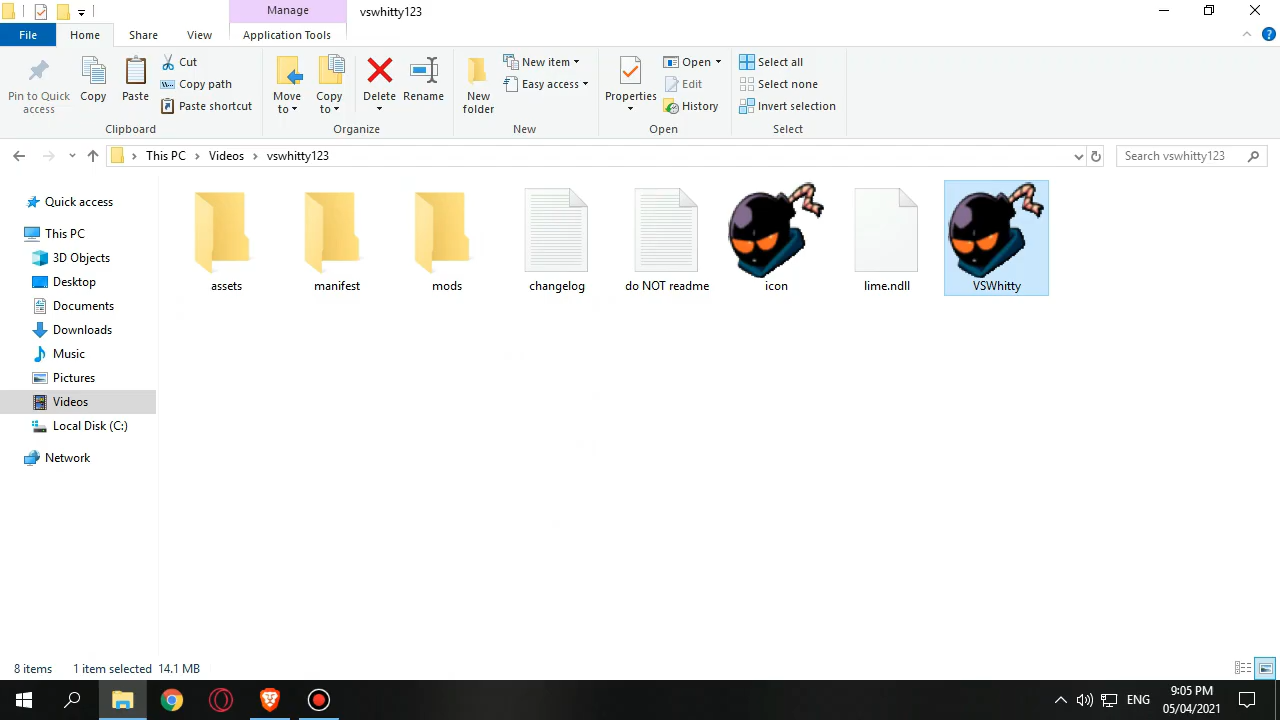 Manage
vswhitty123
File
Home
Share
View
Application Tools
Pin to Quick access
Copy
Paste
Cut
Copy path
Paste shortcut
Clipboard
Move to
Copy to
Delete
Rename
Organize
New folder
New item
Easy access
New
Properties
Open
Edit
History
Open
Select all
Select none
Invert selection
Select
This PC
Videos
vswhitty123
Search vswhitty123
Quick access
This PC
3D Objects
Desktop
Documents
Downloads
Music
Pictures
Videos
Local Disk (C:)
Network
assets
manifest
mods
changelog
do NOT readme
icon
lime.ndll
VSWhitty
8 items
1 item selected
14.1 MB
ENG
9:05 PM
05/04/2021